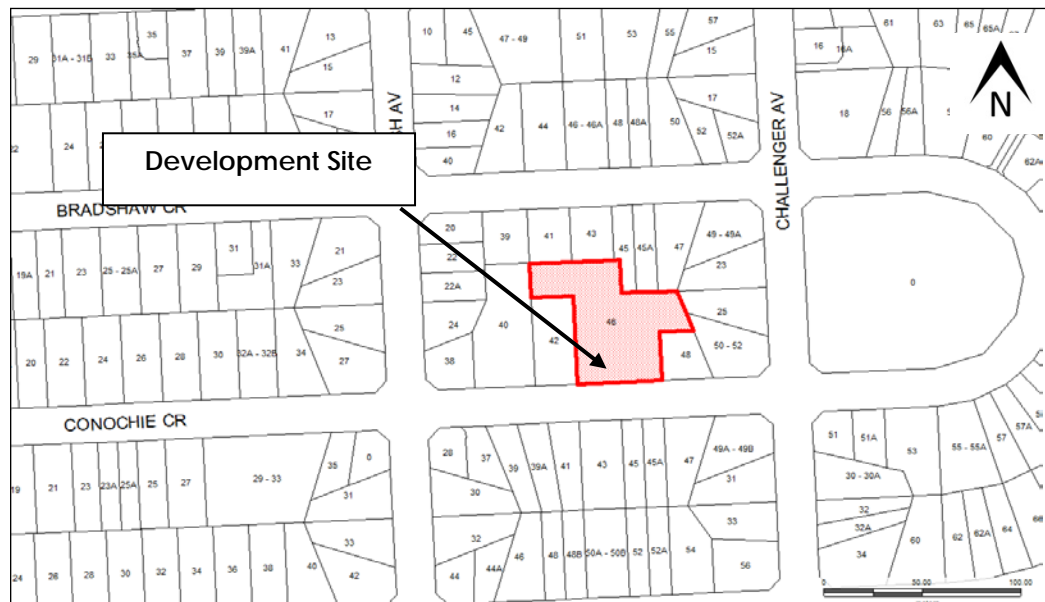 Development Site
N
BRADSHAW CR
CONOCHIE CR
CHALLENGER AV
29
31A - 31B
33
35
35A
37
39
39A
41
13
15
17
24
10
45
47 - 49
51
53
55
57
15
12
14
16
40
42
44
46 - 46A
48
48A
50
17
52
52A
16
16A
61
63
65
65A
18
56
56A
60
62A
19A
21
23
25 - 25A
27
29
31
31A
33
21
23
20
22
24
26
28
30
32A - 32B
34
25
27
20
22
22A
24
38
39
40
41
42
43
45
45A
46
47
48
49 - 49A
23
25
50 - 52
0
19
21
23
23A
25A
25
27
29 - 33
35
0
31
33
24
26
28
30
32
34
36
38
40
42
28
37
30
39
39A
41
43
45
45A
47
49A - 49B
31
32
44
44A
46
48
48B
50A - 50B
52
52A
54
33
56
51
51A
53
55 - 55A
57
57A
30 - 30A
32
32A
34
60
62
62A
64
0
50.00
100.00